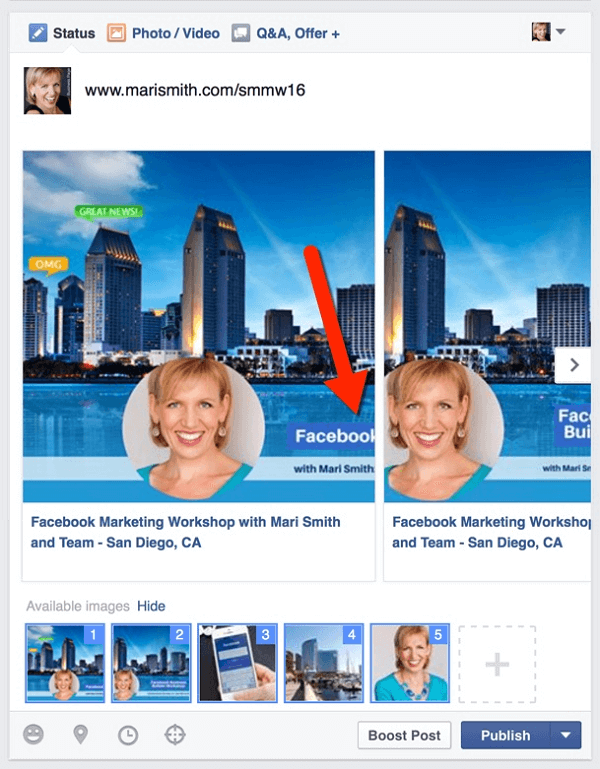 Status Photo / Video Q&A, Offer +
www.marismith.com/smmw16
GREAT NEWS!
OMG
Facebook
with Mari Smith
Fac
Bui
with Mari Sm
Facebook Marketing Workshop with Mari Smith
and Team - San Diego, CA
Facebook Marketing Workshop
and Team - San Diego, CA
Available images Hide
1 2 3 4 5
Boost Post Publish